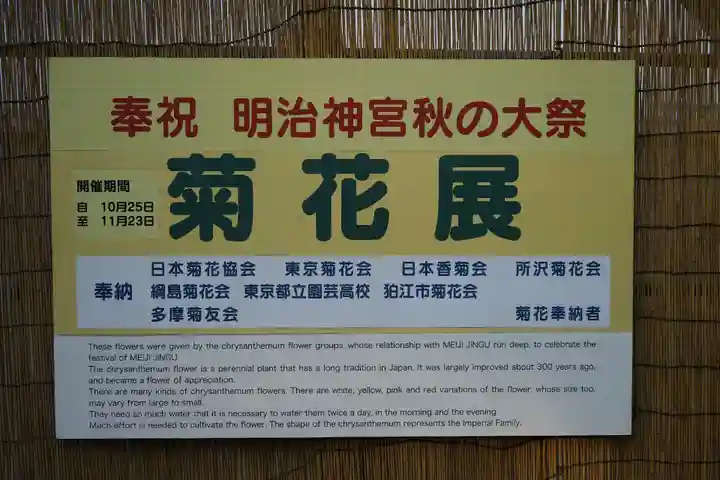 奉祝 明治神宮秋の大祭
菊花展
開催期間
自 10月25日
至 11月23日
奉納
日本菊花協会 東京菊花会 日本香菊会 所沢菊花会
綱島菊花会 東京都立園芸高校 狛江市菊花会
多摩菊友会 菊花奉納者
These flowers were given by the chrysanthemum flower groups, whose relationship with MEIJI JINGU run deep, to celebrate the
festival of MEIJI JINGU
The chrysanthemum flower is a perennial plant that has a long tradition in Japan. It was largely improved about 300 years ago,
and became a flower of appreciation.
There are many kinds of chrysanthemum flowers. There are white, yellow, pink and red variations of the flower, whose size too,
may vary from large to small.
They need so much water that it is necessary to water them twice a day, in the morning and the evening
Much effort is needed to cultivate the flower. The shape of the chrysanthemum represents the Imperial Family.